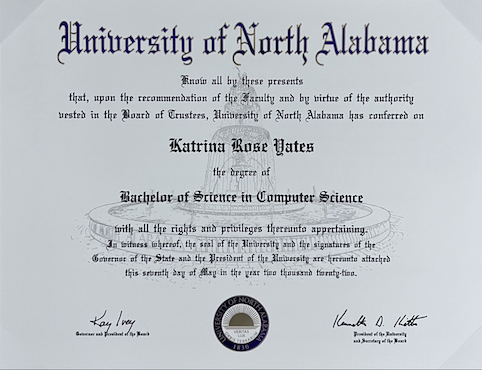 University of North Alabama
Know all by these presents
that, upon the recommendation of the Faculty and by virtue of the authority
vested in the Board of Trustees, University of North Alabama has conferred on
Katrina Rose Yates
the degree of
Bachelor of Science in Computer Science
with all the rights and privileges thereunto appertaining.
In witness whereof, the seal of the University and the signatures of the
Governor of the State and the President of the University are hereunto attached
this seventh day of May in the year two thousand twenty-two.
Kay Ivey
Governor and President of the Board
UNIVERSITY OF NORTH ALABAMA
VERITAS
LUX
1830
Kenneth D. Kitts
President of the University
and Secretary of the Board